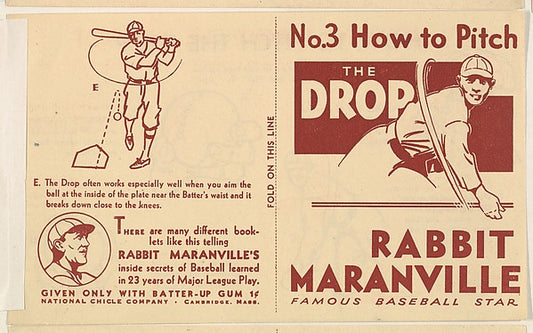 E
E. The Drop often works especially well when you aim the
ball at the inside of the plate near the Batter's waist and it
breaks down close to the knees.
THERE are many different book-
lets like this telling
RABBIT MARANVILLE'S
inside secrets of Baseball learned
in 23 years of Major League Play.
GIVEN ONLY WITH BATTER-UP GUM 1¢
NATIONAL CHICLE COMPANY · CAMBRIDGE, MASS.
FOLD ON THIS LINE
No.3 How to Pitch
THE
DROP
RABBIT
MARANVILLE
FAMOUS BASEBALL STAR